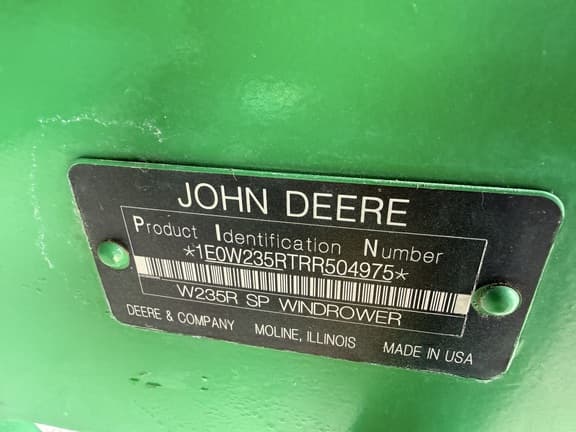 JOHN DEERE
Product Identification Number
*1E0W235RTRR504975*
W235R SP WINDROWER
DEERE & COMPANY MOLINE, ILLINOIS MADE IN USA